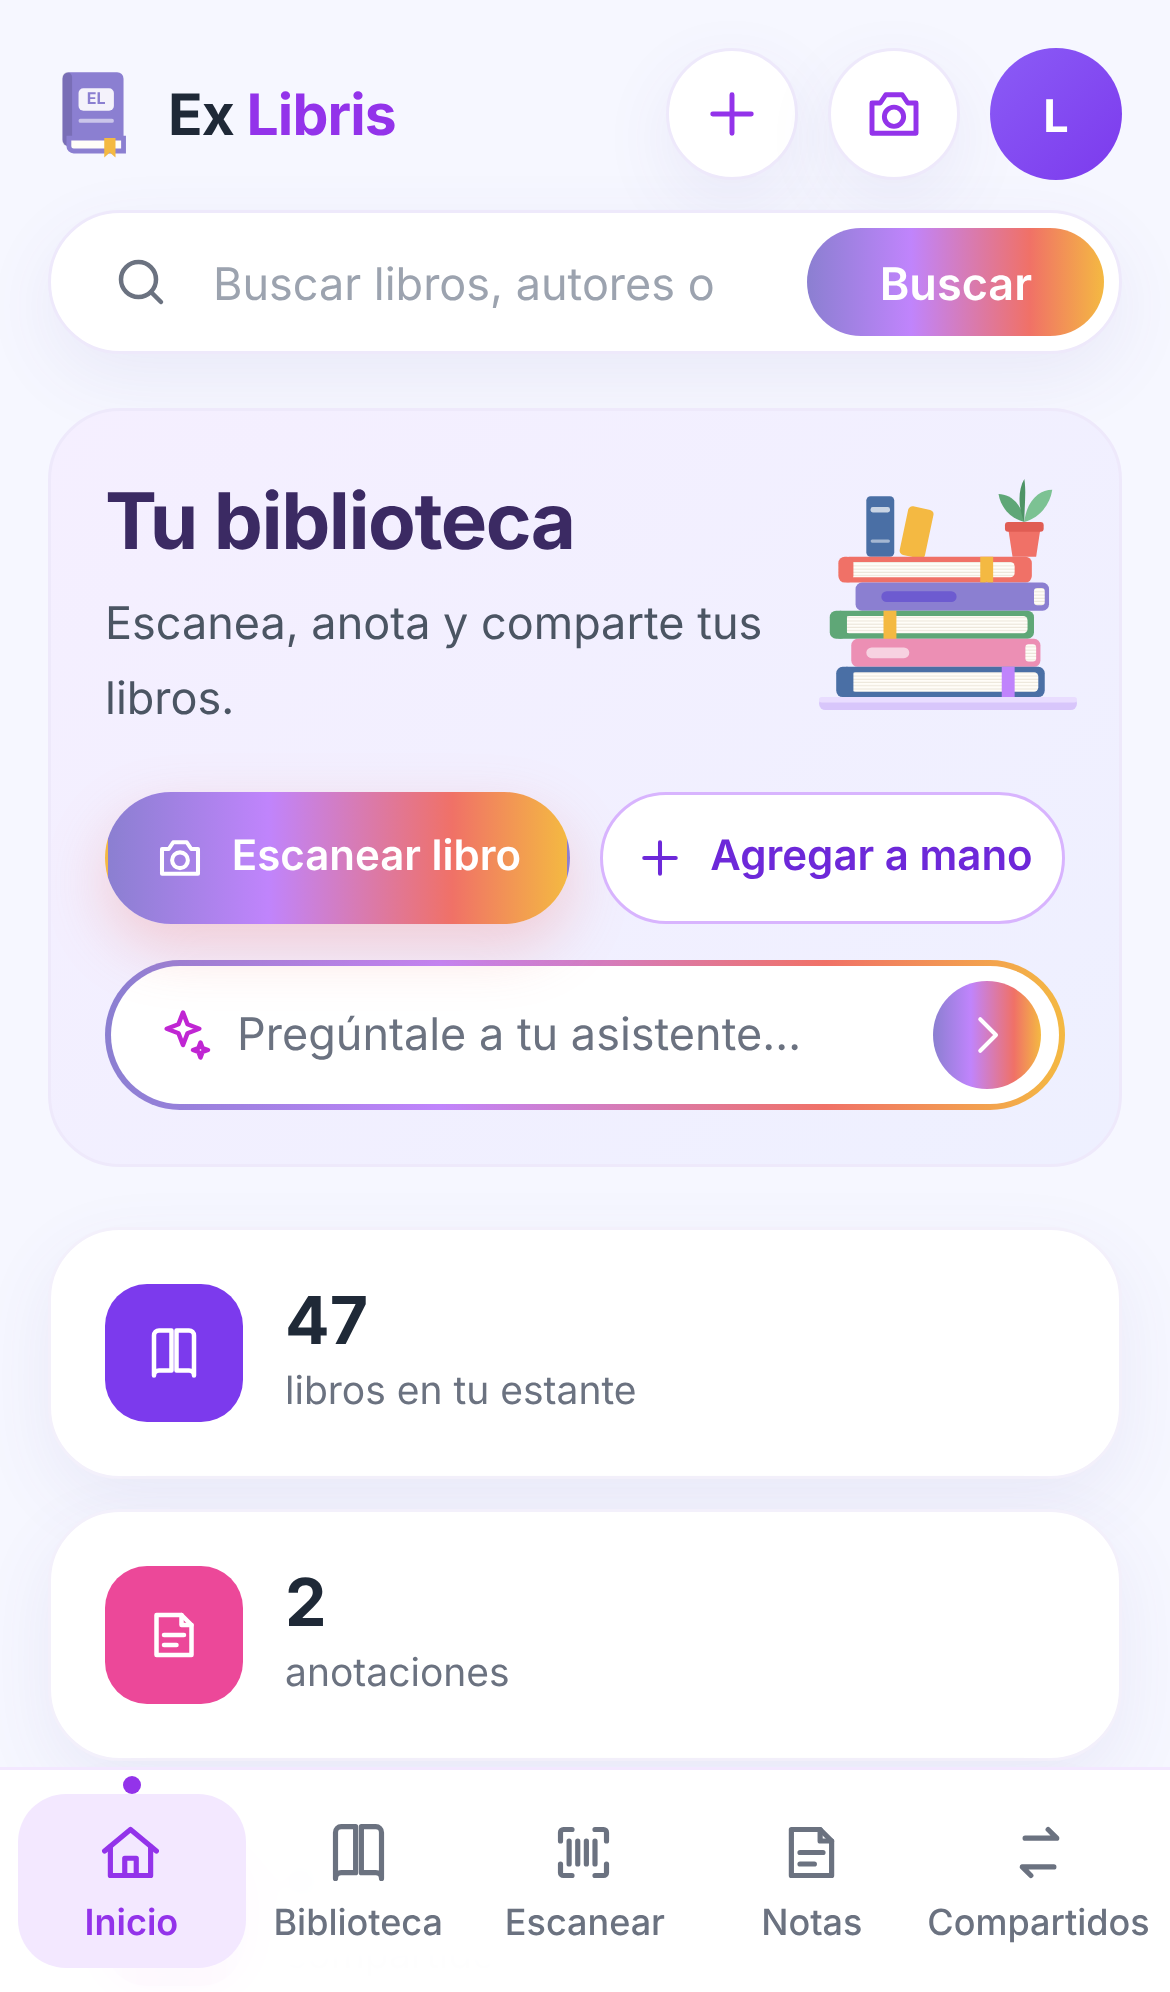 EL
Ex Libris
L
Buscar libros, autores o
Buscar
Tu biblioteca
Escanea, anota y comparte tus
libros.
Escanear libro
Agregar a mano
Pregúntale a tu asistente...
47
libros en tu estante
2
anotaciones
Inicio
Biblioteca
Escanear
Notas
Compartidos